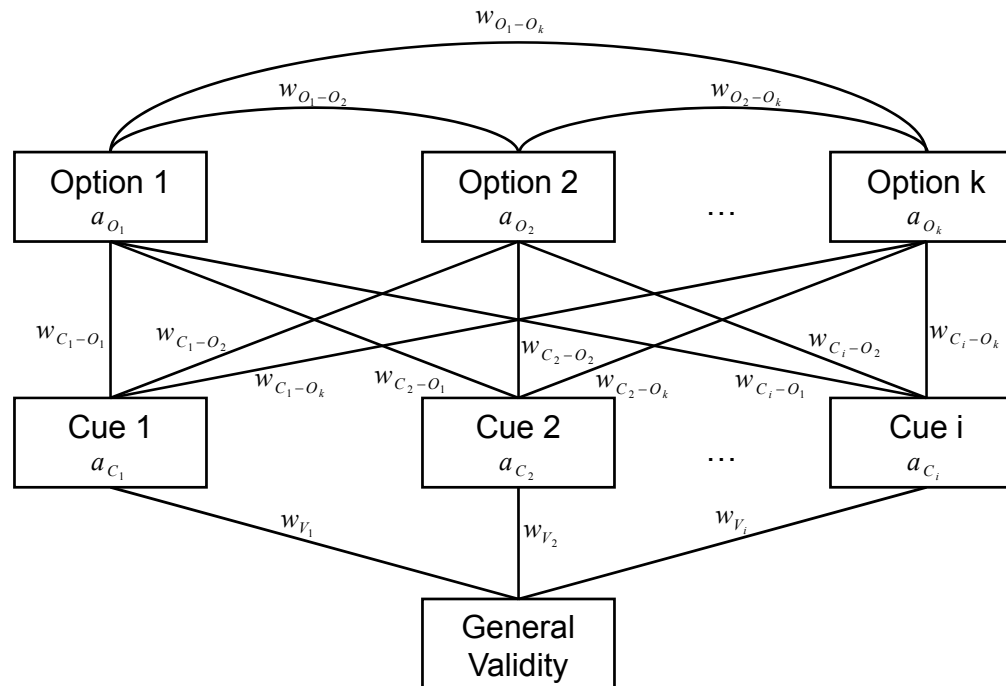 w_{O_1-O_k}
w_{O_1-O_2} w_{O_2-O_k}
Option 1 Option 2 Option k
a_{O_1} a_{O_2} ... a_{O_k}
w_{C_1-O_1} w_{C_1-O_2} w_{C_2-O_2} w_{C_i-O_2} w_{C_i-O_k}
w_{C_1-O_k} w_{C_2-O_1} w_{C_2-O_k} w_{C_i-O_1}
Cue 1 Cue 2 Cue i
a_{C_1} a_{C_2} ... a_{C_i}
w_{V_1} w_{V_2} w_{V_i}
General
Validity